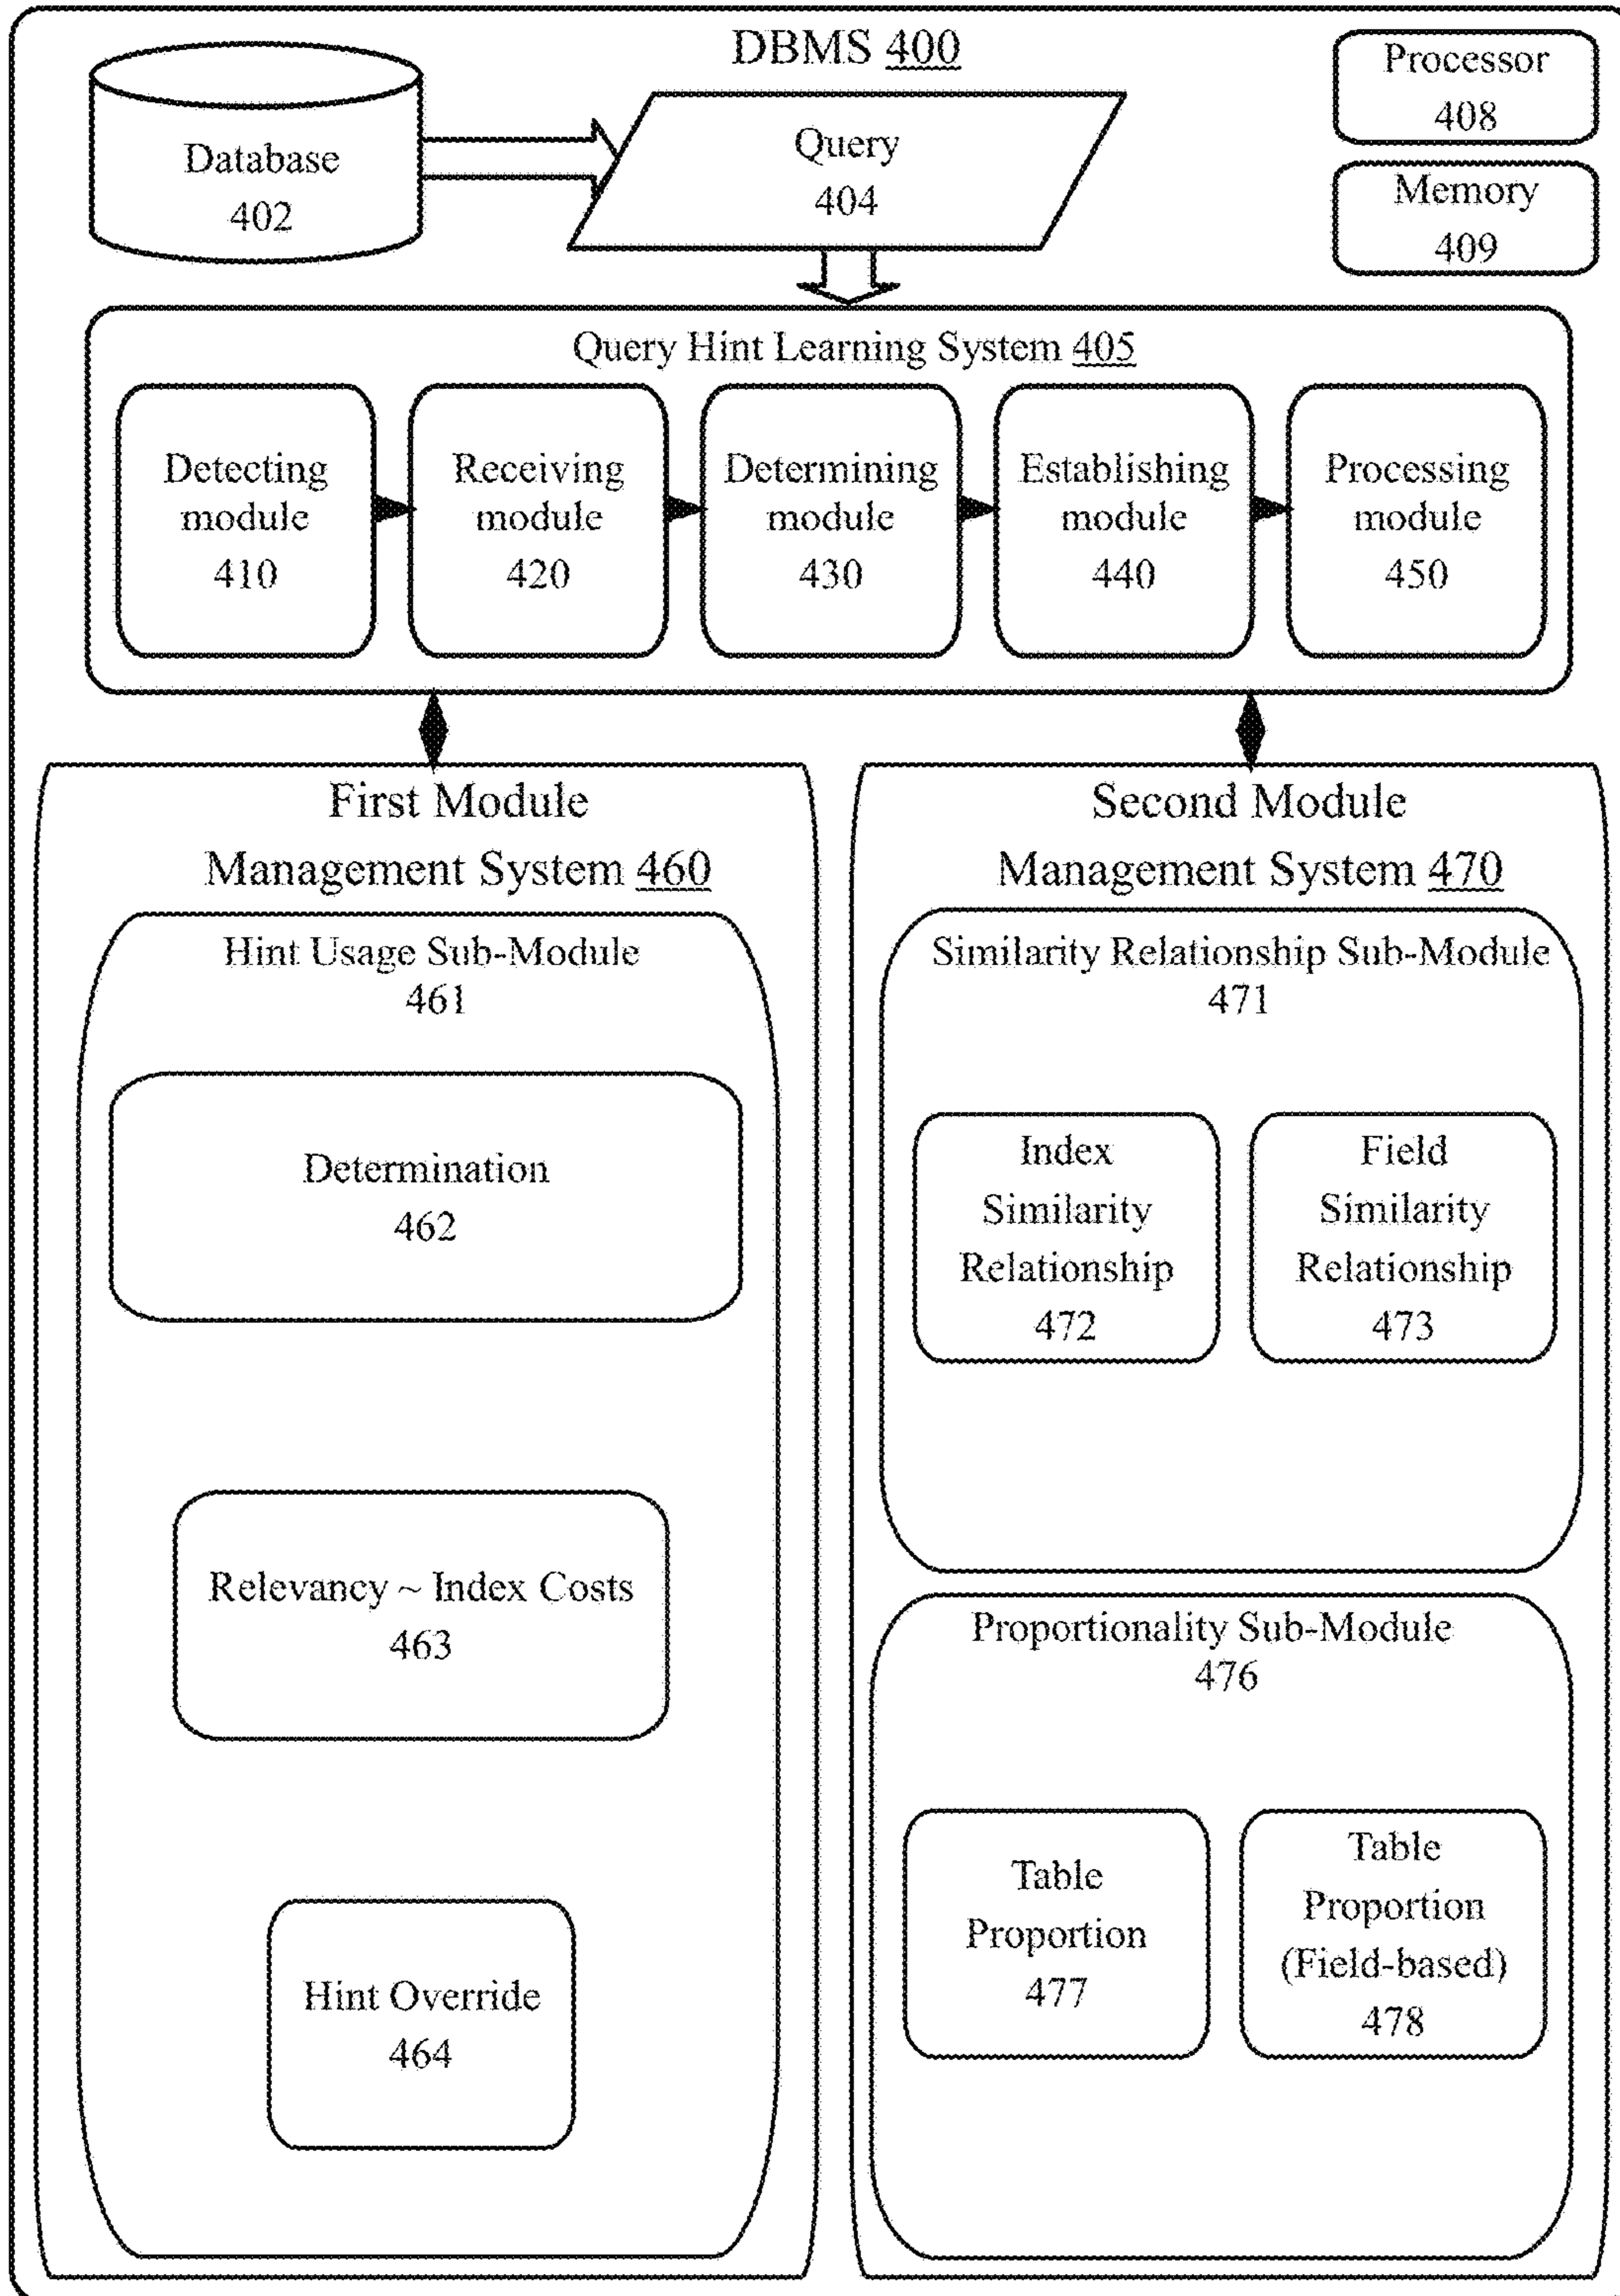 DBMS 400
Processor
408
Database
402
Query
404
Memory
409
Query Hint Learning System 405
Detecting
module
410
Receiving
module
420
Determining
module
430
Establishing
module
440
Processing
module
450
First Module
Management System 460
Hint Usage Sub-Module
461
Determination
462
Relevancy ~ Index Costs
463
Hint Override
464
Second Module
Management System 470
Similarity Relationship Sub-Module
471
Index
Similarity
Relationship
472
Field
Similarity
Relationship
473
Proportionality Sub-Module
476
Table
Proportion
477
Table
Proportion
(Field-based)
478